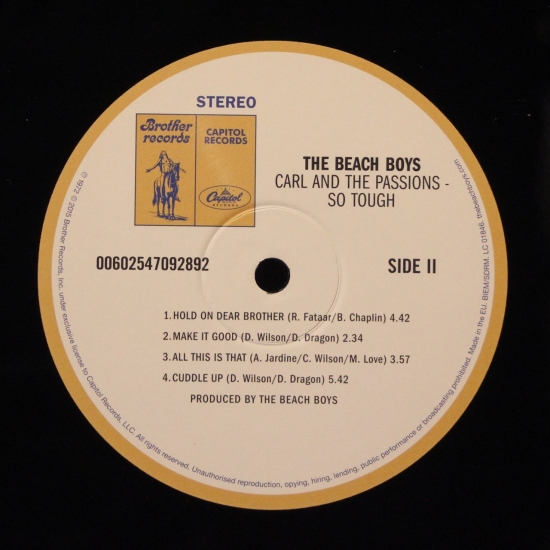 STEREO
Brother
records
CAPITOL
RECORDS
Capitol
RECORDS
THE BEACH BOYS
CARL AND THE PASSIONS -
SO TOUGH
00602547092892
SIDE II
1. HOLD ON DEAR BROTHER (R. Fataar/B. Chaplin) 4.42
2. MAKE IT GOOD (D. Wilson/D. Dragon) 2.34
3. ALL THIS IS THAT (A. Jardine/C. Wilson/M. Love) 3.57
4. CUDDLE UP (D. Wilson/D. Dragon) 5.42
PRODUCED BY THE BEACH BOYS
℗ 1972 © 2015 Brother Records, Inc. under exclusive license to Capitol Records, LLC. All rights reserved. Unauthorised reproduction, copying, hiring, lending, public performance or broadcasting prohibited. Made in the EU. BIEM/SDRM. LC 01846· thebeachboys.com